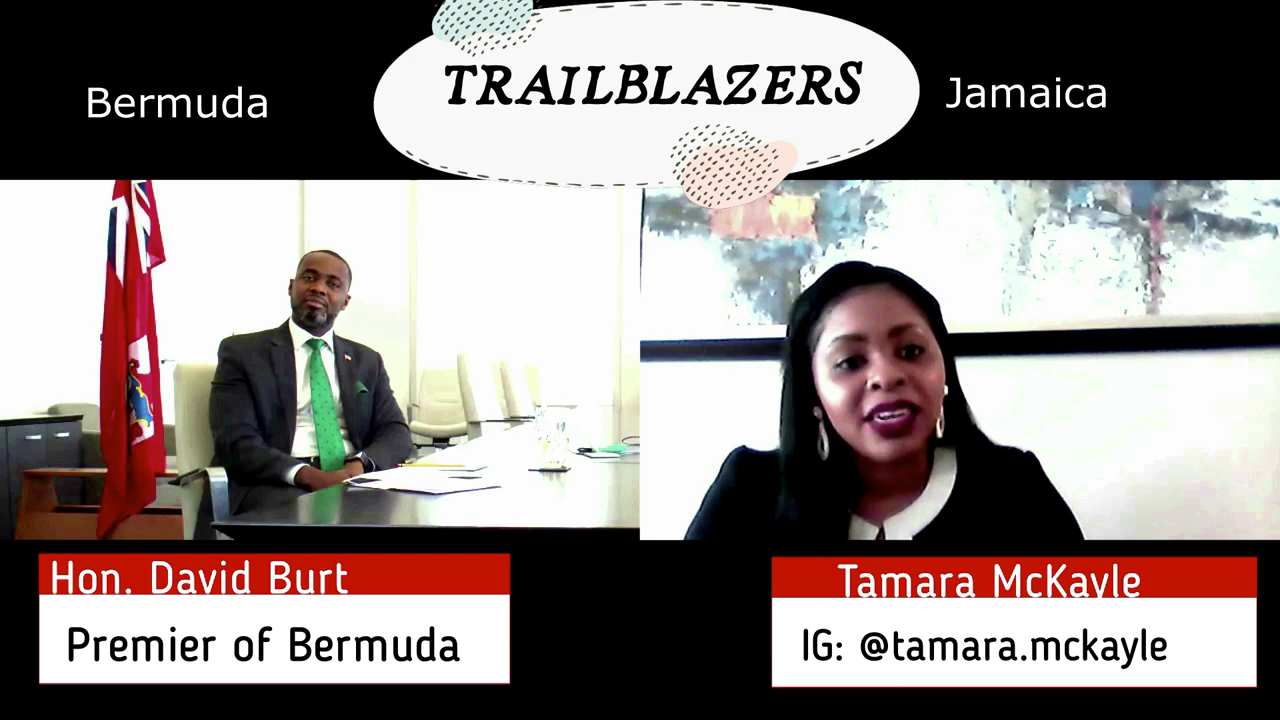 TRAILBLAZERS
Bermuda
Jamaica
Hon. David Burt
Premier of Bermuda
Tamara McKayle
IG: @tamara.mckayle